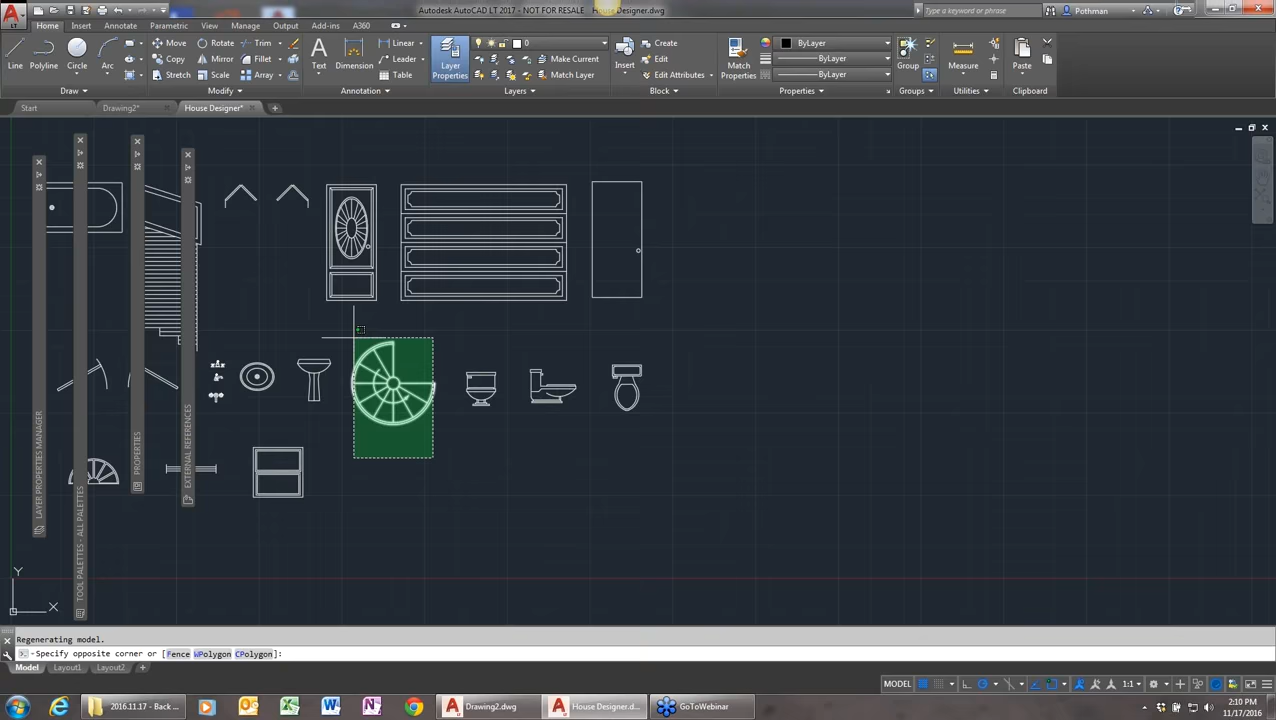 Autodesk AutoCAD LT 2017 - NOT FOR RESALE   House Designer.dwg
Type a keyword or phrase
Pothman
LT
Home Insert Annotate Parametric View Manage Output Add-ins A360
Line Polyline Circle Arc
Move Rotate Trim
Copy Mirror Fillet
Stretch Scale Array
Text Dimension
Linear
Leader
Table
Layer Properties
0
Make Current
Match Layer
Insert
Create
Edit
Edit Attributes
Match Properties
ByLayer
ByLayer
ByLayer
Group
Measure
Paste
Draw Modify Annotation Layers Block Properties Groups Utilities Clipboard
Start Drawing2* House Designer*
LAYER PROPERTIES MANAGER
TOOL PALETTES - ALL PALETTES
PROPERTIES
EXTERNAL REFERENCES
Y
X
Regenerating model.
Specify opposite corner or [Fence WPolygon CPolygon]:
Model Layout1 Layout2
MODEL
1:1
2016.11.17 - Back ...
Drawing2.dwg
House Designer.d...
GoToWebinar
2:10 PM
11/17/2016